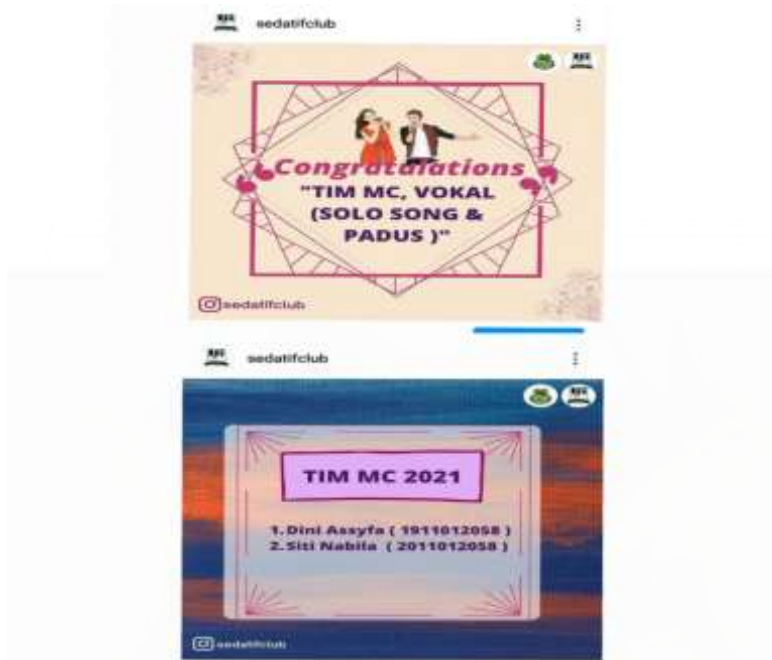 sedatifclub
Congratulations
"TIM MC, VOKAL
(SOLO SONG &
PADUS )"
sedatifclub
sedatifclub
TIM MC 2021
1. Dini Assyfa ( 1911012058 )
2. Siti Nabila ( 2011012058 )
sedatifclub